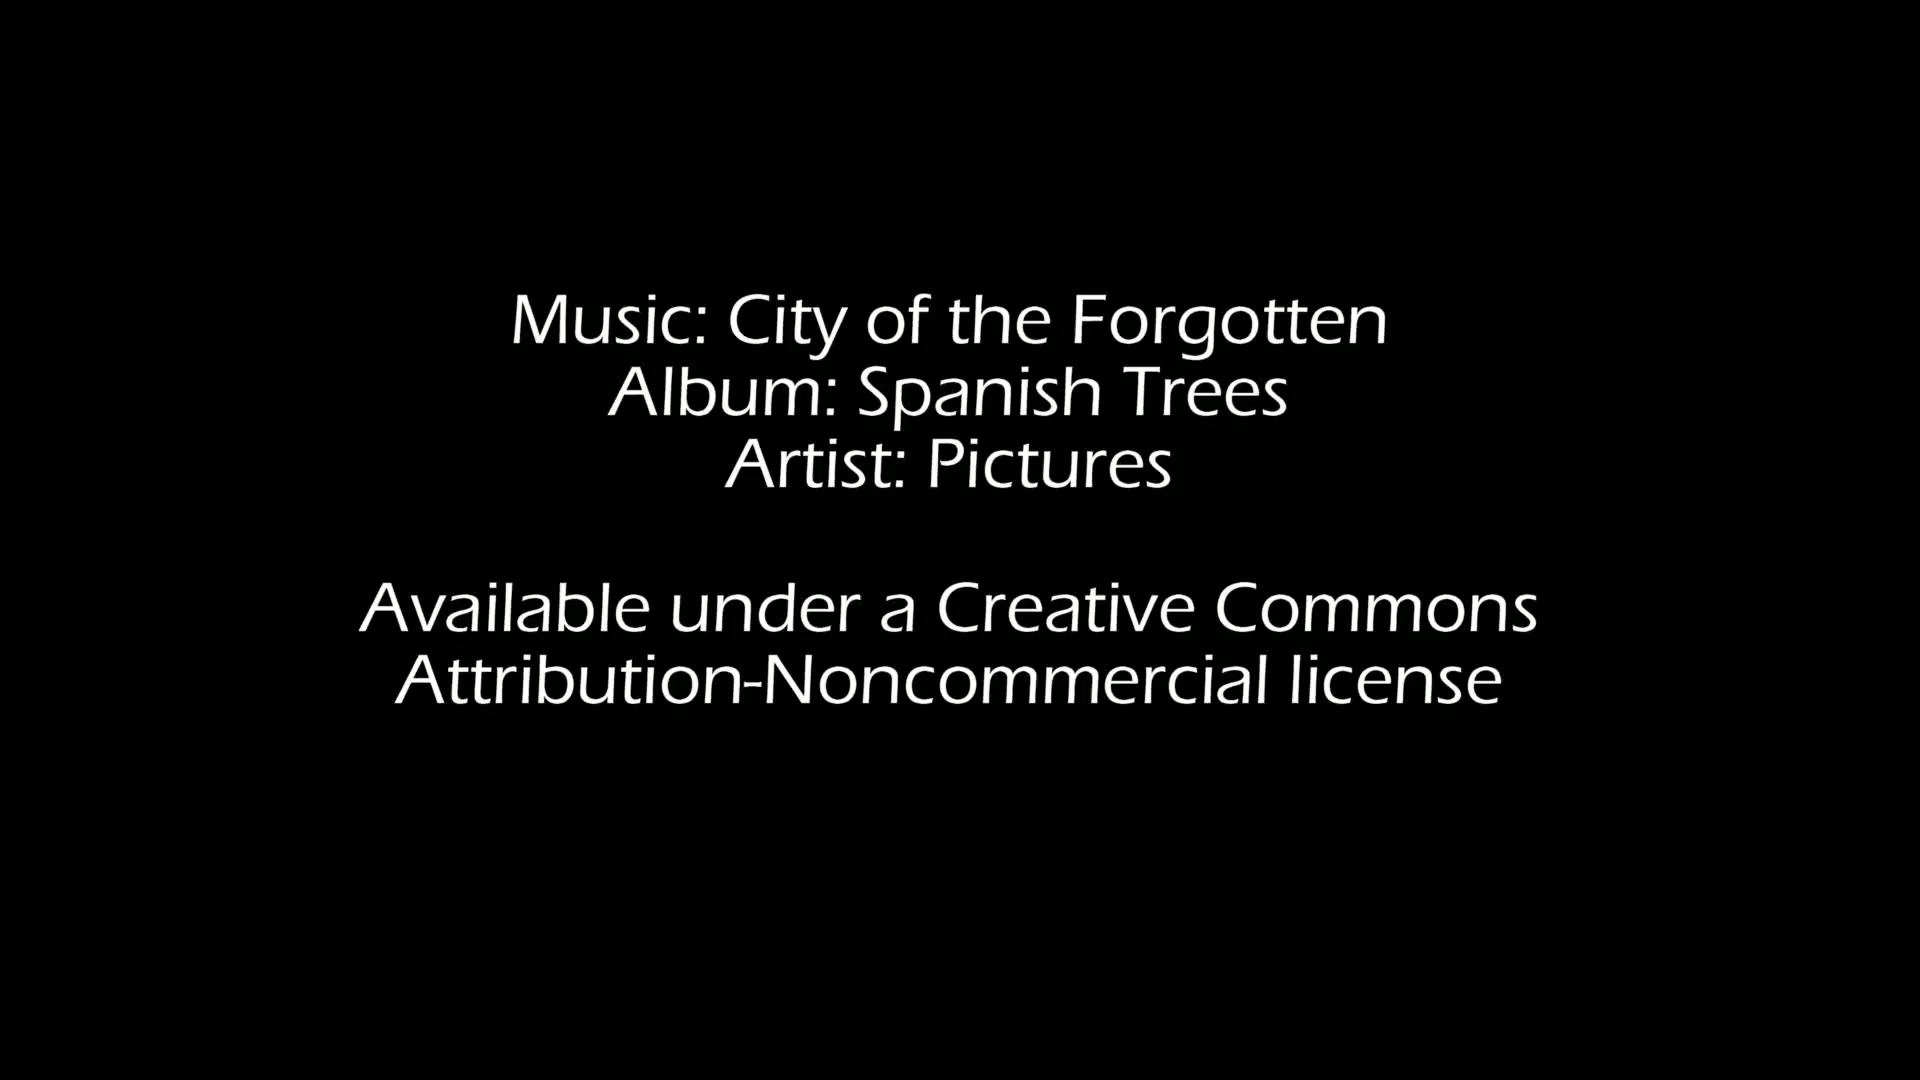 Music: City of the Forgotten
Album: Spanish Trees
Artist: Pictures
Available under a Creative Commons
Attribution-Noncommercial license